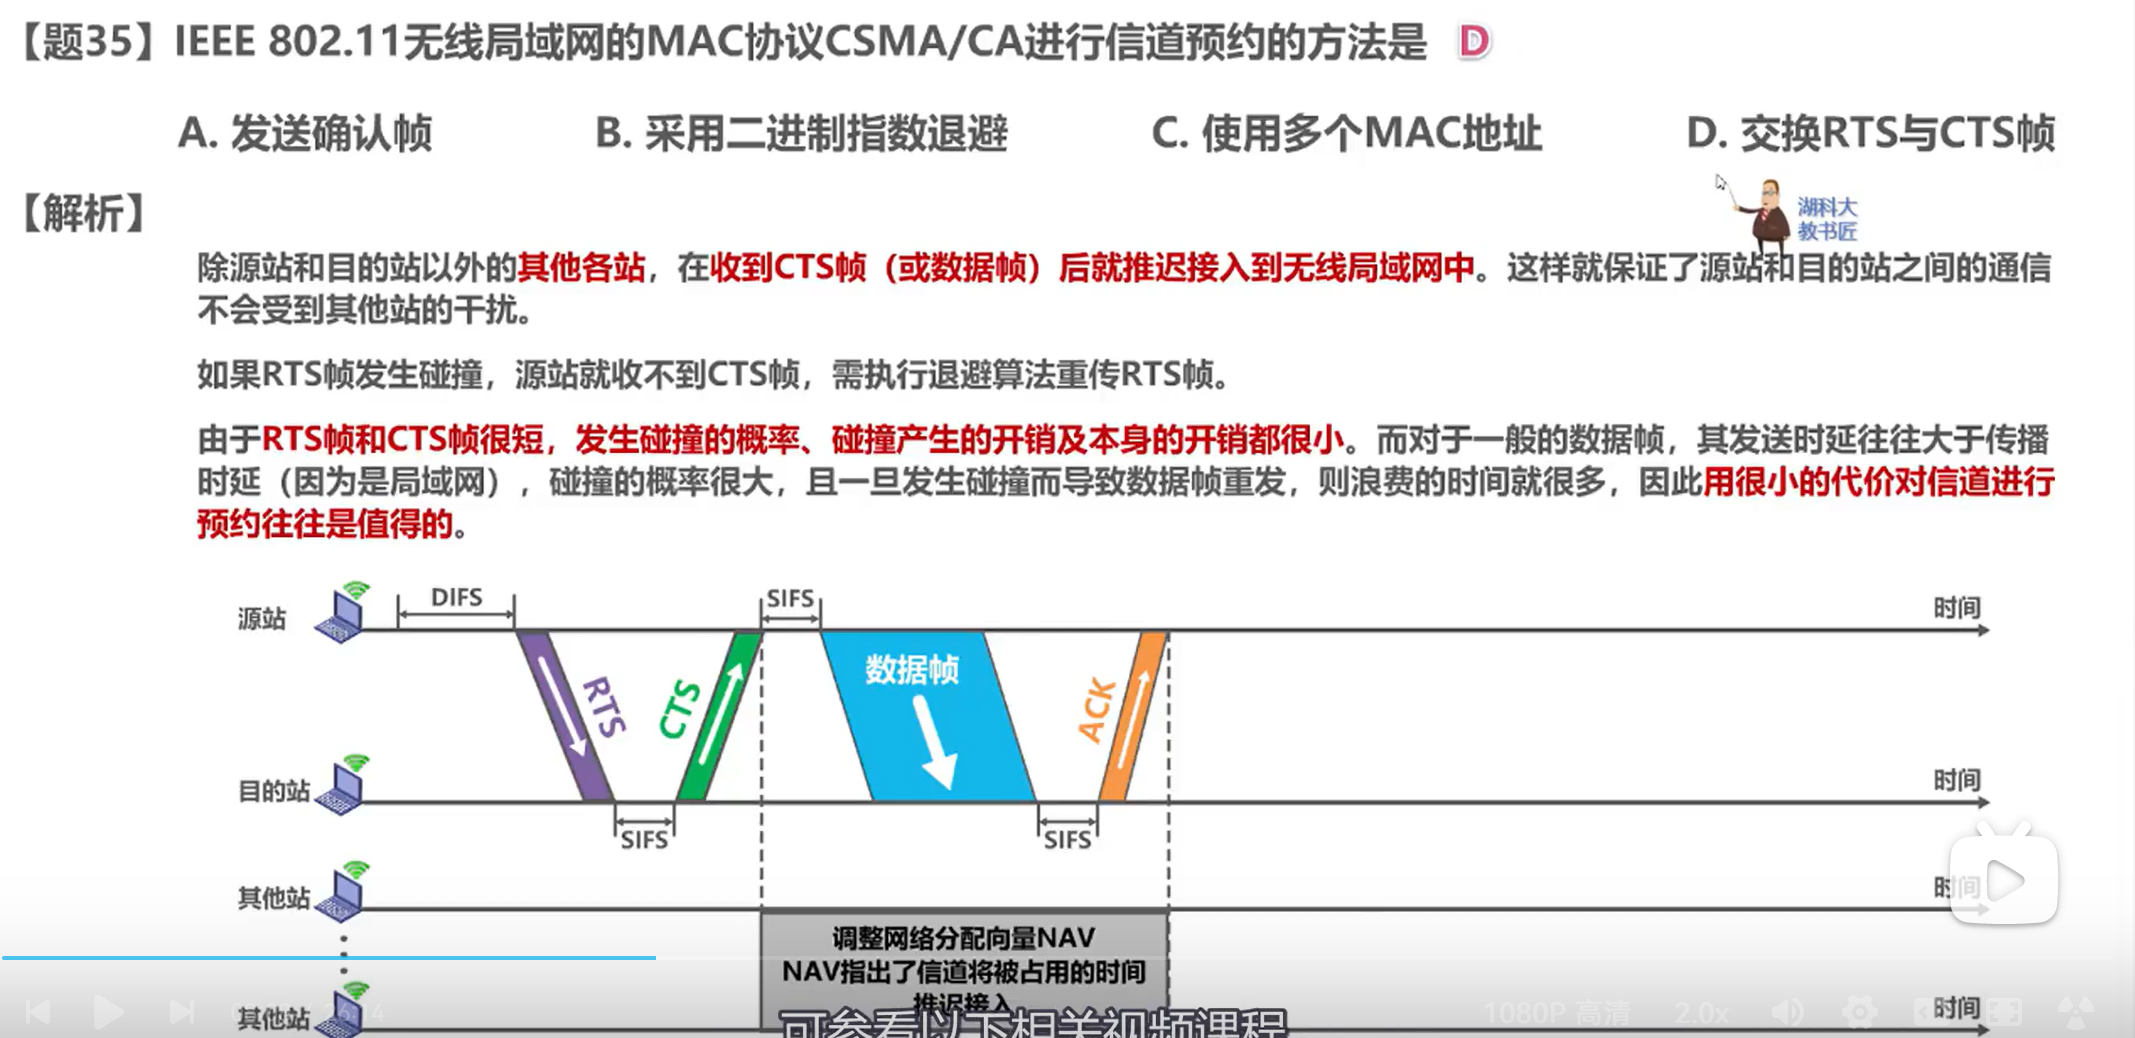 【题35】IEEE 802.11无线局域网的MAC协议CSMA/CA进行信道预约的方法是 D
A. 发送确认帧 B. 采用二进制指数退避 C. 使用多个MAC地址 D. 交换RTS与CTS帧
【解析】
湖科大
教书匠
除源站和目的站以外的其他各站，在收到CTS帧（或数据帧）后就推迟接入到无线局域网中。这样就保证了源站和目的站之间的通信
不会受到其他站的干扰。
如果RTS帧发生碰撞，源站就收不到CTS帧，需执行退避算法重传RTS帧。
由于RTS帧和CTS帧很短，发生碰撞的概率、碰撞产生的开销及本身的开销都很小。而对于一般的数据帧，其发送时延往往大于传播
时延（因为是局域网），碰撞的概率很大，且一旦发生碰撞而导致数据帧重发，则浪费的时间就很多，因此用很小的代价对信道进行
预约往往是值得的。
DIFS
SIFS
源站
时间
RTS
CTS
数据帧
ACK
目的站
时间
SIFS
SIFS
其他站
时间
调整网络分配向量NAV
NAV指出了信道将被占用的时间
推迟接入
其他站
时间
1080P 高清
2.0x
可参看以下相关视频课程